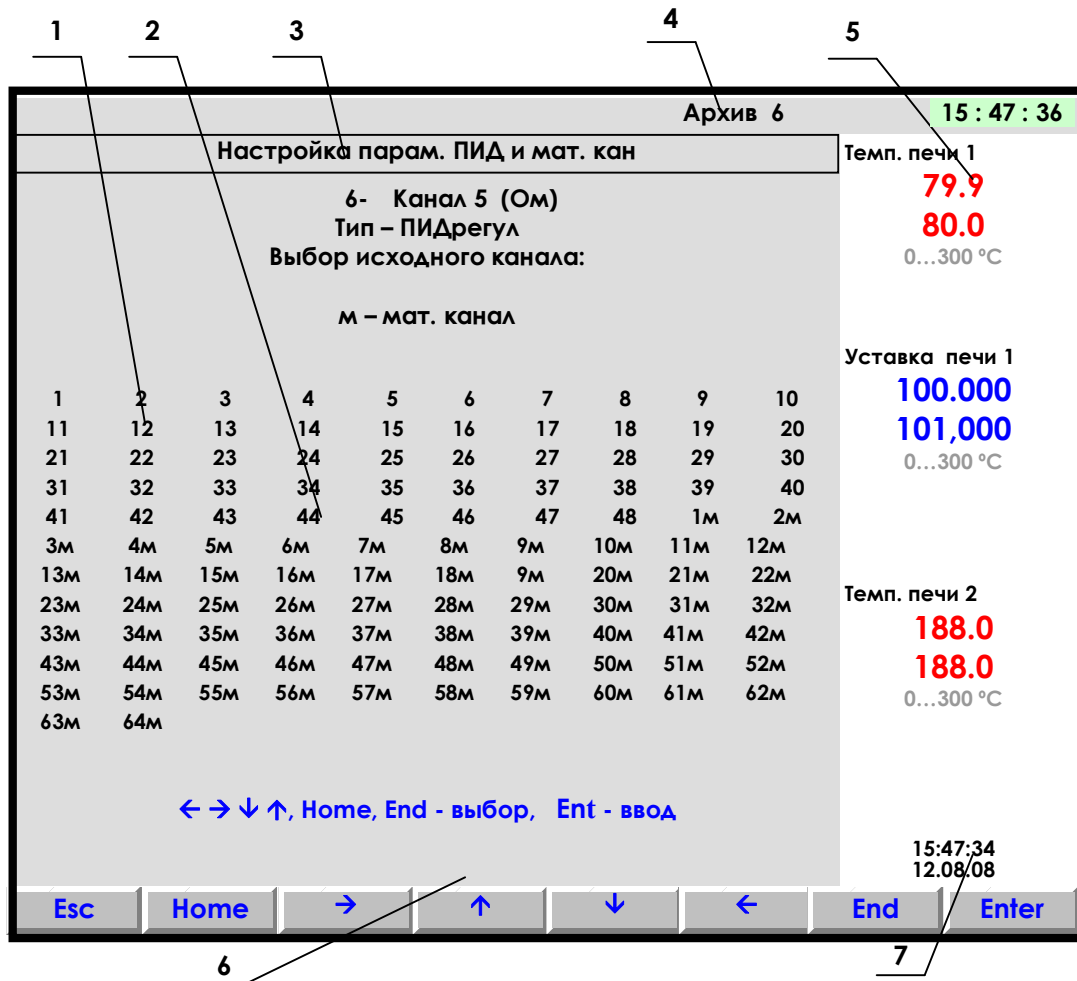 1 2 3 4 5
Архив 6 15 : 47 : 36
Настройка парам. ПИД и мат. кан
6- Канал 5 (Ом)
Тип – ПИДрегул
Выбор исходного канала:
м – мат. канал
1 2 3 4 5 6 7 8 9 10
11 12 13 14 15 16 17 18 19 20
21 22 23 24 25 26 27 28 29 30
31 32 33 34 35 36 37 38 39 40
41 42 43 44 45 46 47 48 1м 2м
3м 4м 5м 6м 7м 8м 9м 10м 11м 12м
13м 14м 15м 16м 17м 18м 9м 20м 21м 22м
23м 24м 25м 26м 27м 28м 29м 30м 31м 32м
33м 34м 35м 36м 37м 38м 39м 40м 41м 42м
43м 44м 45м 46м 47м 48м 49м 50м 51м 52м
53м 54м 55м 56м 57м 58м 59м 60м 61м 62м
63м 64м
← → ↓ ↑, Home, End - выбор, Ent - ввод
Темп. печи 1
79.9
80.0
0…300 ºС
Уставка печи 1
100.000
101,000
0…300 ºС
Темп. печи 2
188.0
188.0
0…300 ºС
15:47:34
12.08.08
Esc Home → ↑ ↓ ← End Enter
6 7